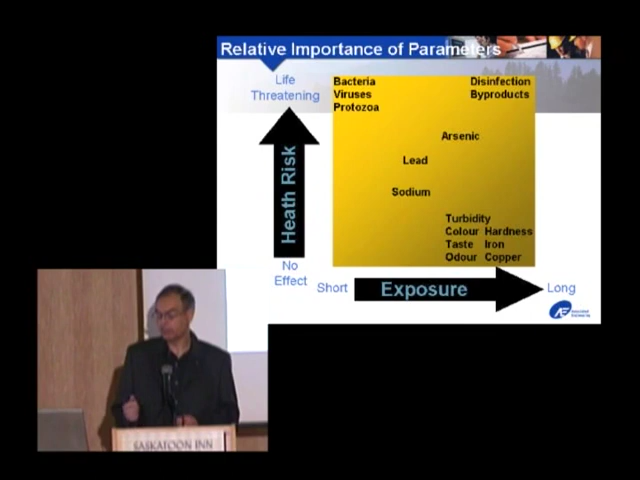 Relative Importance of Parameters
Life
Threatening
Bacteria
Viruses
Protozoa
Disinfection
Byproducts
Arsenic
Lead
Sodium
Turbidity
Colour Hardness
Taste Iron
Odour Copper
Heath Risk
No
Effect
Short
Exposure
Long
SASKATOON INN